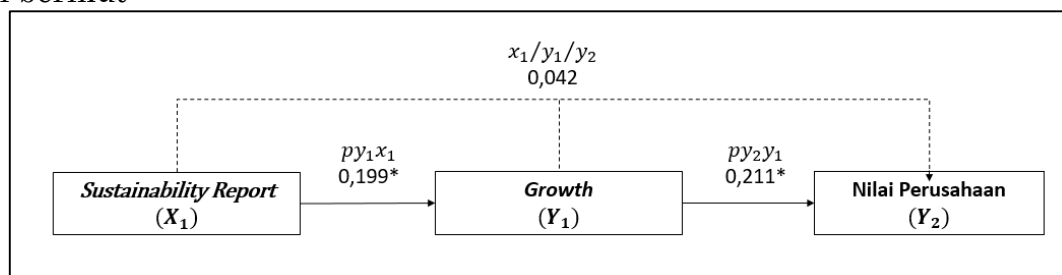 x₁/y₁/y₂
0,042
py₁x₁
0,199*
py₂y₁
0,211*
Sustainability Report
(X₁)
Growth
(Y₁)
Nilai Perusahaan
(Y₂)